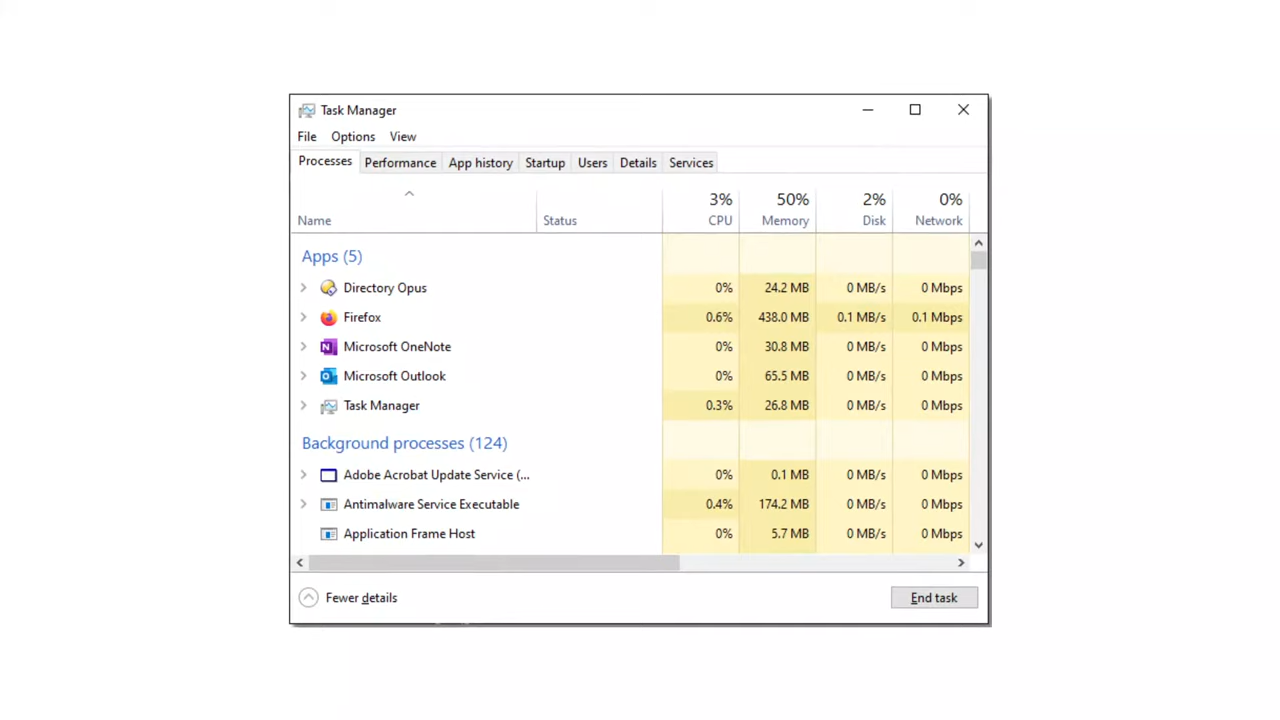 Task Manager
File Options View
Processes Performance App history Startup Users Details Services
3% 50% 2% 0%
Name Status CPU Memory Disk Network
Apps (5)
Directory Opus 0% 24.2 MB 0 MB/s 0 Mbps
Firefox 0.6% 438.0 MB 0.1 MB/s 0.1 Mbps
Microsoft OneNote 0% 30.8 MB 0 MB/s 0 Mbps
Microsoft Outlook 0% 65.5 MB 0 MB/s 0 Mbps
Task Manager 0.3% 26.8 MB 0 MB/s 0 Mbps
Background processes (124)
Adobe Acrobat Update Service (... 0% 0.1 MB 0 MB/s 0 Mbps
Antimalware Service Executable 0.4% 174.2 MB 0 MB/s 0 Mbps
Application Frame Host 0% 5.7 MB 0 MB/s 0 Mbps
Fewer details End task